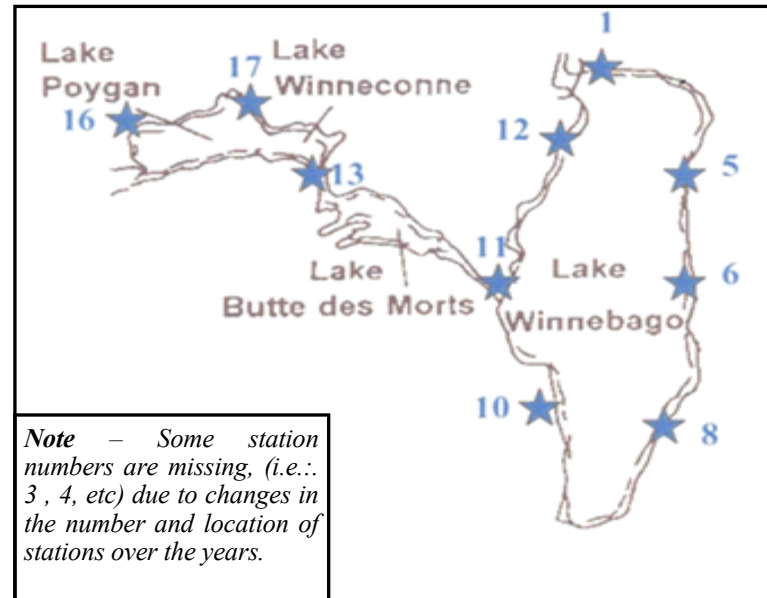 1
Lake
Poygan
17
Lake
Winneconne
16
12
13
5
11
Lake
6
Lake
Butte des Morts
Winnebago
10
8
Note – Some station
numbers are missing, (i.e.:.
3 , 4, etc) due to changes in
the number and location of
stations over the years.